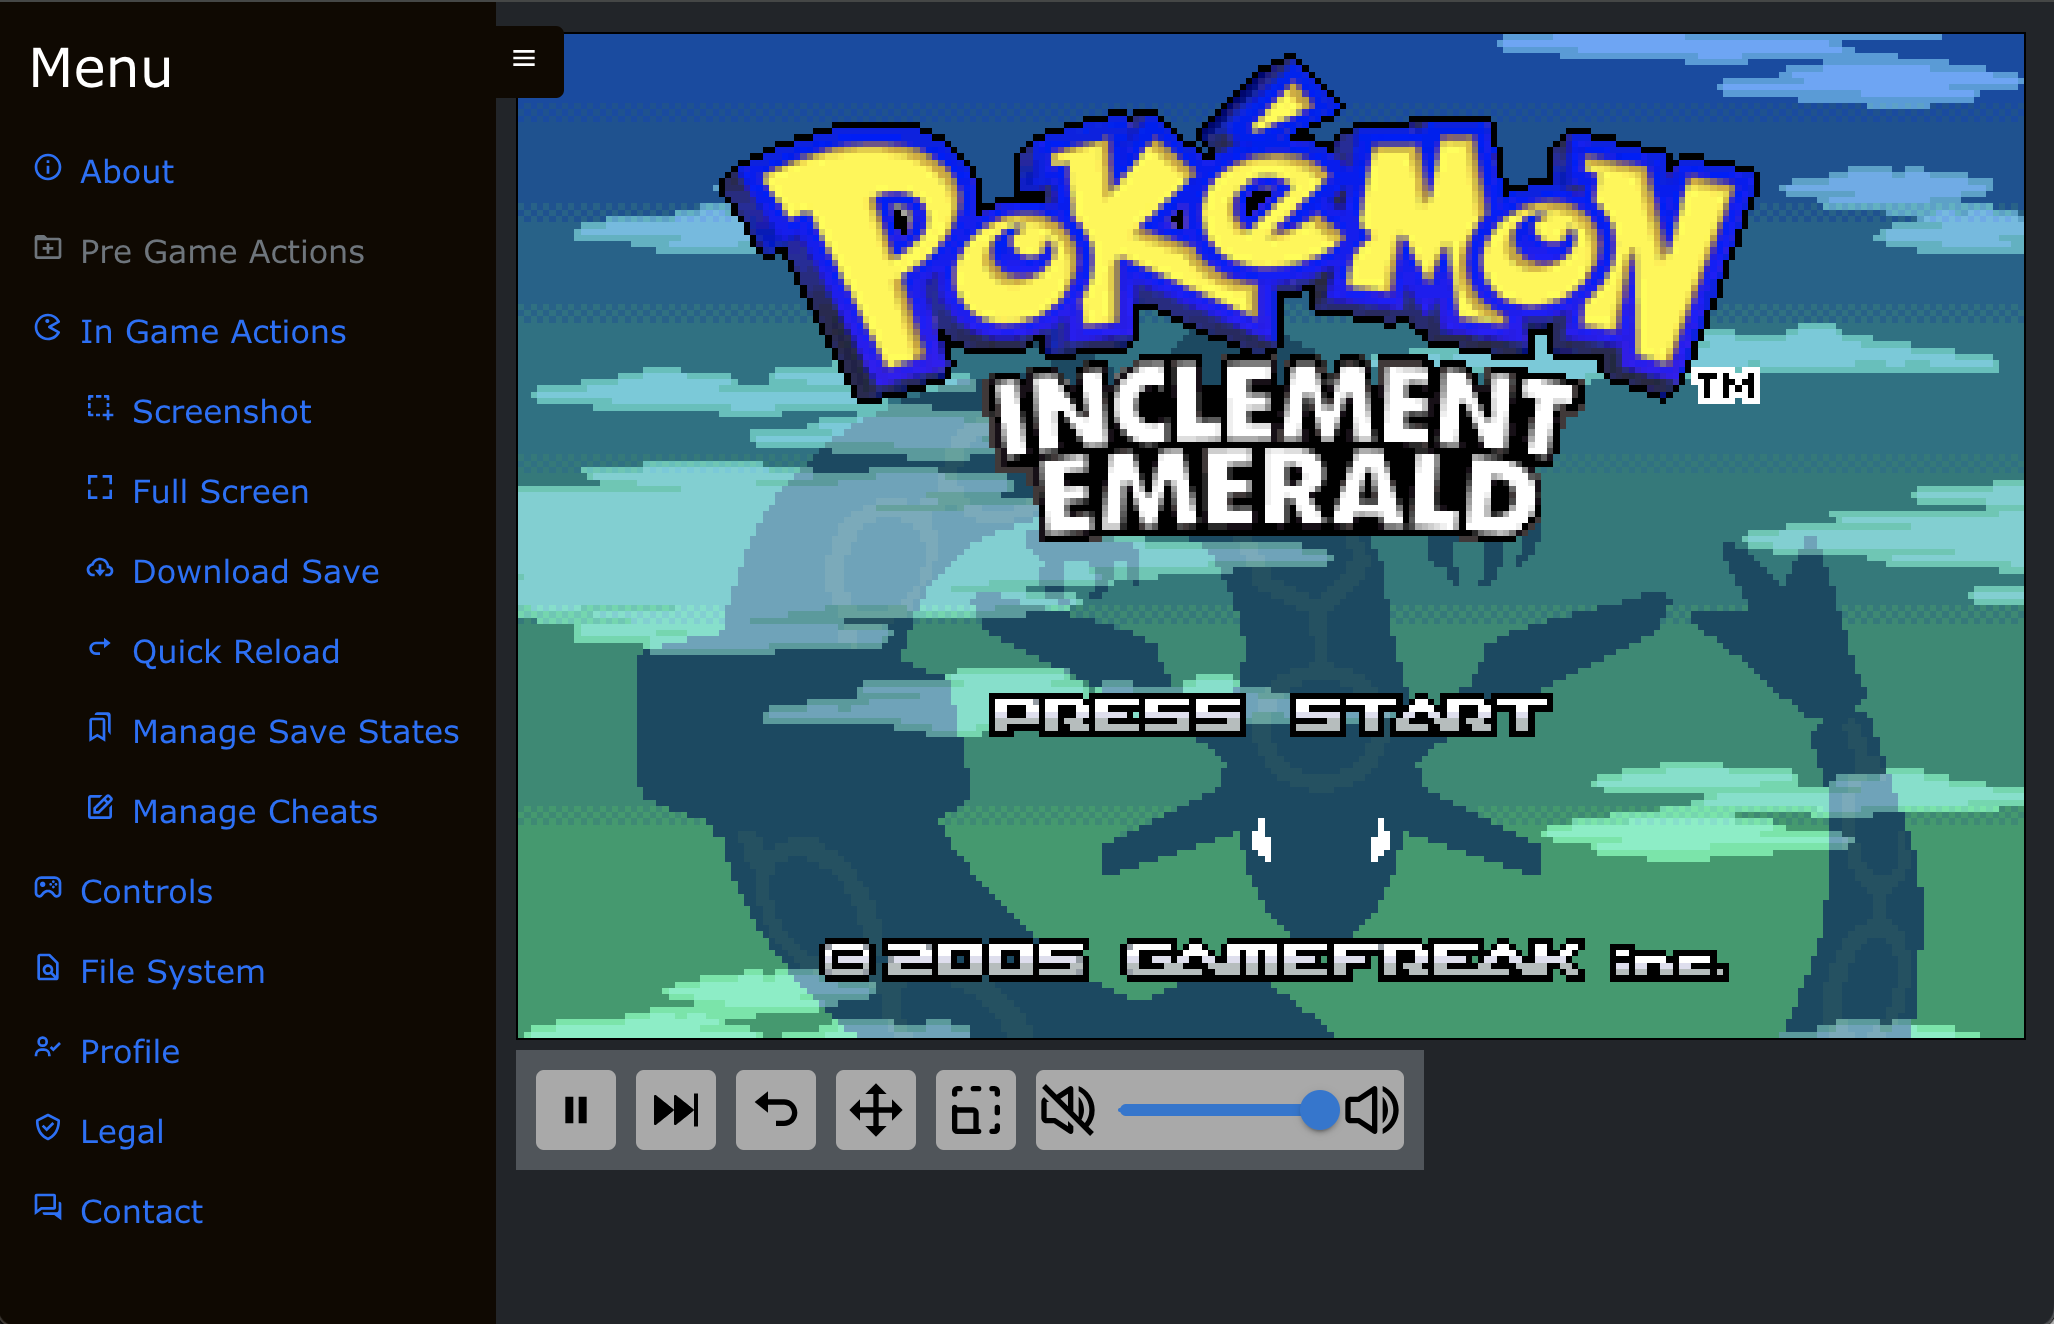 Menu
About
Pre Game Actions
In Game Actions
Screenshot
Full Screen
Download Save
Quick Reload
Manage Save States
Manage Cheats
Controls
File System
Profile
Legal
Contact
POKéMON
TM
INCLEMENT
EMERALD
PRESS START
©2005 GAMEFREAK inc.